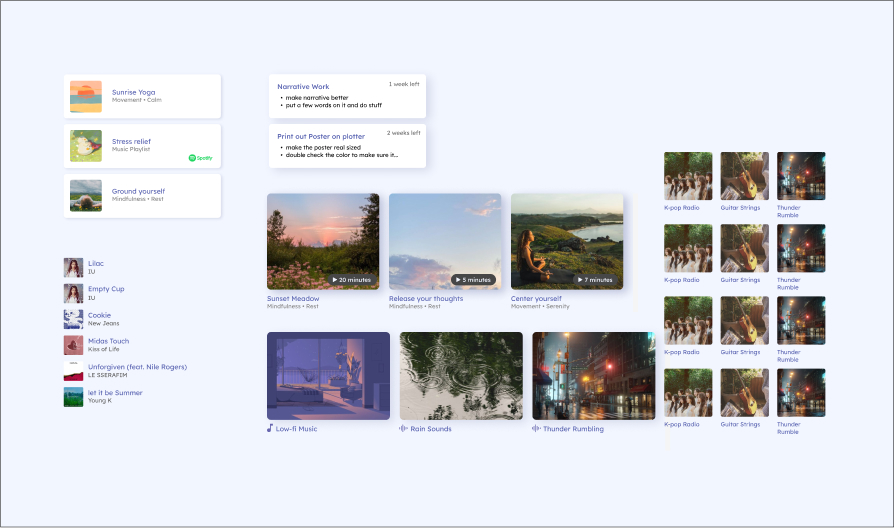 Sunrise Yoga
Movement • Calm
Stress relief
Music Playlist
Spotify
Ground yourself
Mindfulness • Rest
Lilac
IU
Empty Cup
IU
Cookie
New Jeans
Midas Touch
Kiss of Life
Unforgiven (feat. Nile Rogers)
LE SSERAFIM
let it be Summer
Young K
Narrative Work
1 week left
• make narrative better
• put a few words on it and do stuff
Print out Poster on plotter
2 weeks left
• make the poster real sized
• double check the color to make sure it...
20 minutes
Sunset Meadow
Mindfulness • Rest
5 minutes
Release your thoughts
Mindfulness • Rest
7 minutes
Center yourself
Movement • Serenity
Low-fi Music
Rain Sounds
Thunder Rumbling
K-pop Radio
Guitar Strings
Thunder
Rumble
K-pop Radio
Guitar Strings
Thunder
Rumble
K-pop Radio
Guitar Strings
Thunder
Rumble
K-pop Radio
Guitar Strings
Thunder
Rumble